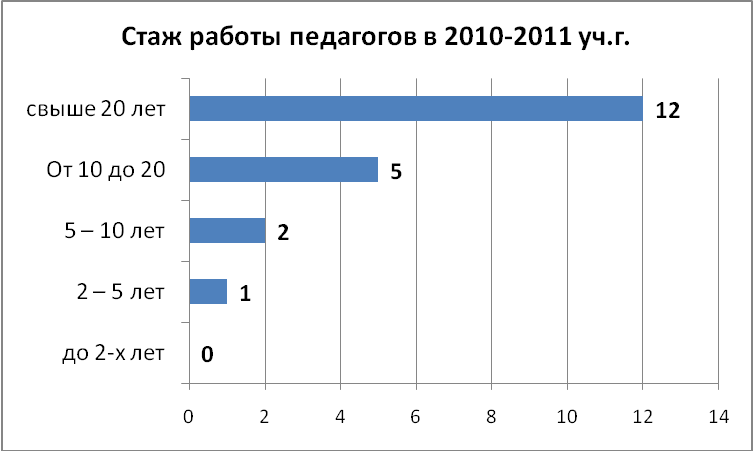 Стаж работы педагогов в 2010-2011 уч.г.
свыше 20 лет
12
От 10 до 20
5
5 – 10 лет
2
2 – 5 лет
1
до 2-х лет
0
0 2 4 6 8 10 12 14